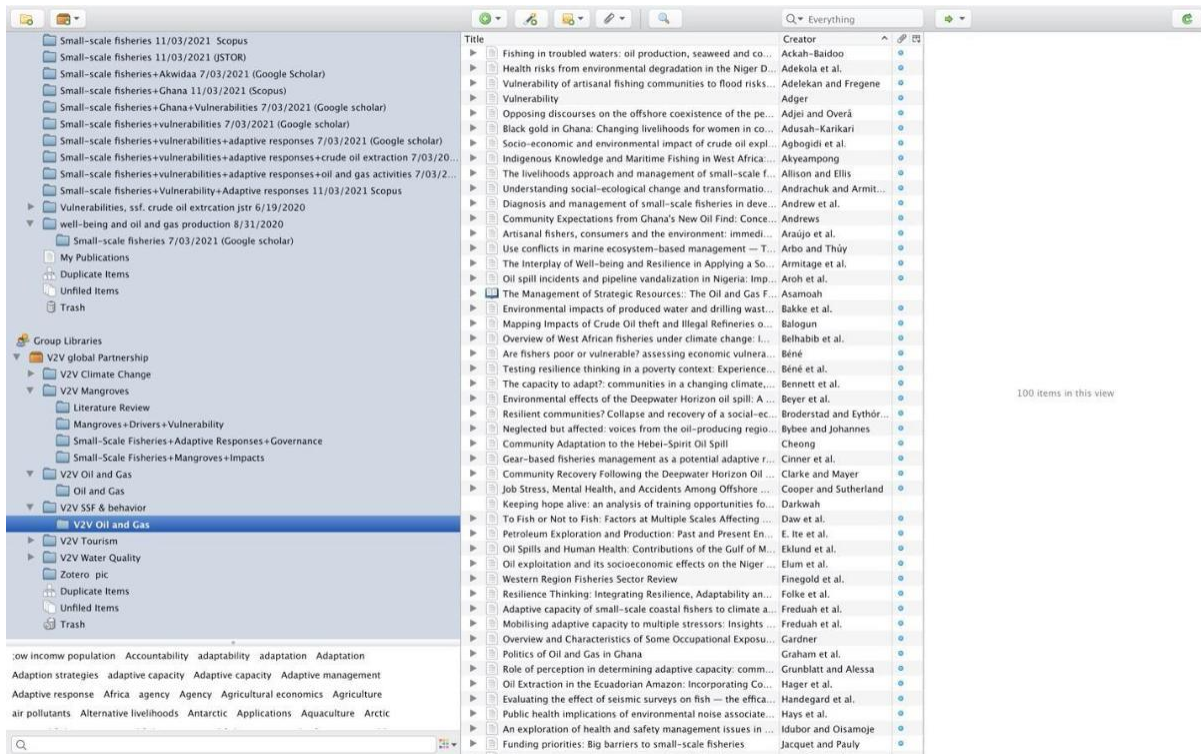 Everything
Small-scale fisheries 11/03/2021 Scopus
Small-scale fisheries 11/03/2021 (JSTOR)
Small-scale fisheries+Akwidaa 7/03/2021 (Google Scholar)
Small-scale fisheries+Ghana 11/03/2021 (Scopus)
Small-scale fisheries+Ghana+Vulnerabilities 7/03/2021 (Google scholar)
Small-scale fisheries+vulnerabilities 7/03/2021 (Google scholar)
Small-scale fisheries+vulnerabilities+adaptive responses 7/03/2021 (Google scholar)
Small-scale fisheries+vulnerabilities+adaptive responses+crude oil extraction 7/03/20...
Small-scale fisheries+vulnerabilities+adaptive responses+oil and gas activities 7/03/2...
Small-scale fisheries+Vulnerability+Adaptive responses 11/03/2021 Scopus
Vulnerabilities, ssf. crude oil extrcation jstr 6/19/2020
well-being and oil and gas production 8/31/2020
Small-scale fisheries 7/03/2021 (Google scholar)
My Publications
Duplicate Items
Unfiled Items
Trash
Group Libraries
V2V global Partnership
V2V Climate Change
V2V Mangroves
Literature Review
Mangroves+Drivers+Vulnerability
Small-Scale Fisheries+Adaptive Responses+Governance
Small-Scale Fisheries+Mangroves+Impacts
V2V Oil and Gas
Oil and Gas
V2V SSF & behavior
V2V Oil and Gas
V2V Tourism
V2V Water Quality
Zotero pic
Duplicate Items
Unfiled Items
Trash
;ow incomw population Accountability adaptability adaptation Adaptation
Adaption strategies adaptive capacity Adaptive capacity Adaptive management
Adaptive response Africa agency Agency Agricultural economics Agriculture
air pollutants Alternative livelihoods Antarctic Applications Aquaculture Arctic
Title Creator
Fishing in troubled waters: oil production, seaweed and co... Ackah-Baidoo
Health risks from environmental degradation in the Niger D... Adekola et al.
Vulnerability of artisanal fishing communities to flood risks... Adelekan and Fregene
Vulnerability Adger
Opposing discourses on the offshore coexistence of the pe... Adjei and Overå
Black gold in Ghana: Changing livelihoods for women in co... Adusah-Karikari
Socio-economic and environmental impact of crude oil expl... Agbogidi et al.
Indigenous Knowledge and Maritime Fishing in West Africa:... Akyeampong
The livelihoods approach and management of small-scale f... Allison and Ellis
Understanding social-ecological change and transformatio... Andrachuk and Armit...
Diagnosis and management of small-scale fisheries in deve... Andrew et al.
Community Expectations from Ghana's New Oil Find: Conce... Andrews
Artisanal fishers, consumers and the environment: immedi... Araújo et al.
Use conflicts in marine ecosystem-based management — T... Arbo and Thủy
The Interplay of Well-being and Resilience in Applying a So... Armitage et al.
Oil spill incidents and pipeline vandalization in Nigeria: Imp... Aroh et al.
The Management of Strategic Resources:: The Oil and Gas F... Asamoah
Environmental impacts of produced water and drilling wast... Bakke et al.
Mapping Impacts of Crude Oil theft and Illegal Refineries o... Balogun
Overview of West African fisheries under climate change: I... Belhabib et al.
Are fishers poor or vulnerable? assessing economic vulnera... Béné
Testing resilience thinking in a poverty context: Experience... Béné et al.
The capacity to adapt?: communities in a changing climate,... Bennett et al.
Environmental effects of the Deepwater Horizon oil spill: A ... Beyer et al.
Resilient communities? Collapse and recovery of a social-ec... Broderstad and Eythór...
Neglected but affected: voices from the oil-producing regio... Bybee and Johannes
Community Adaptation to the Hebei-Spirit Oil Spill Cheong
Gear-based fisheries management as a potential adaptive r... Cinner et al.
Community Recovery Following the Deepwater Horizon Oil ... Clarke and Mayer
Job Stress, Mental Health, and Accidents Among Offshore ... Cooper and Sutherland
Keeping hope alive: an analysis of training opportunities fo... Darkwah
To Fish or Not to Fish: Factors at Multiple Scales Affecting ... Daw et al.
Petroleum Exploration and Production: Past and Present En... E. Ite et al.
Oil Spills and Human Health: Contributions of the Gulf of M... Eklund et al.
Oil exploitation and its socioeconomic effects on the Niger ... Elum et al.
Western Region Fisheries Sector Review Finegold et al.
Resilience Thinking: Integrating Resilience, Adaptability an... Folke et al.
Adaptive capacity of small-scale coastal fishers to climate a... Freduah et al.
Mobilising adaptive capacity to multiple stressors: Insights ... Freduah et al.
Overview and Characteristics of Some Occupational Exposu... Gardner
Politics of Oil and Gas in Ghana Graham et al.
Role of perception in determining adaptive capacity: comm... Grunblatt and Alessa
Oil Extraction in the Ecuadorian Amazon: Incorporating Co... Hager et al.
Evaluating the effect of seismic surveys on fish — the effica... Handegard et al.
Public health implications of environmental noise associate... Hays et al.
An exploration of health and safety management issues in ... Idubor and Oisamoje
Funding priorities: Big barriers to small-scale fisheries Jacquet and Pauly
100 items in this view